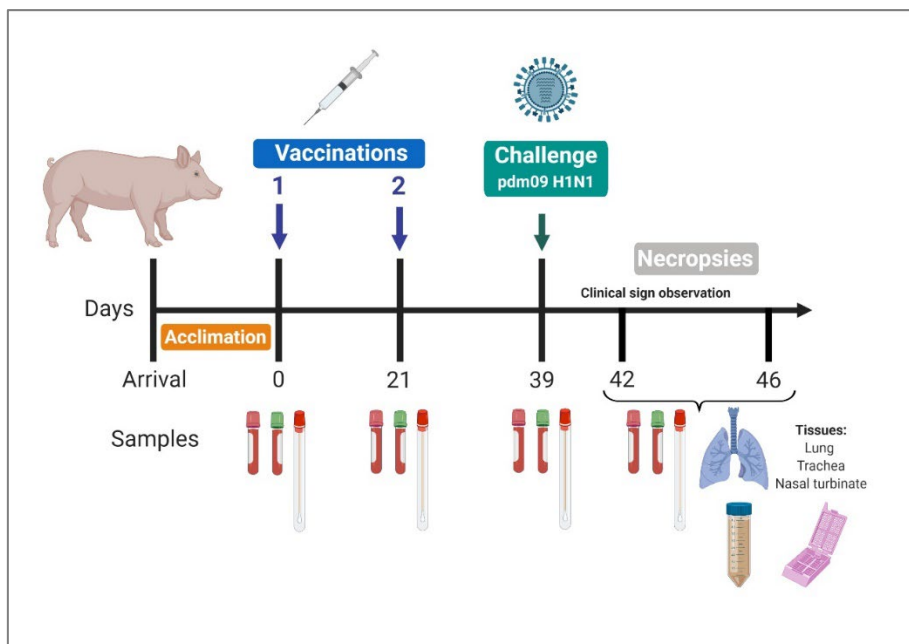 Vaccinations
1
2
Challenge
pdm09 H1N1
Necropsies
Clinical sign observation
Days
Acclimation
Arrival
0
21
39
42
46
Samples
Tissues:
Lung
Trachea
Nasal turbinate